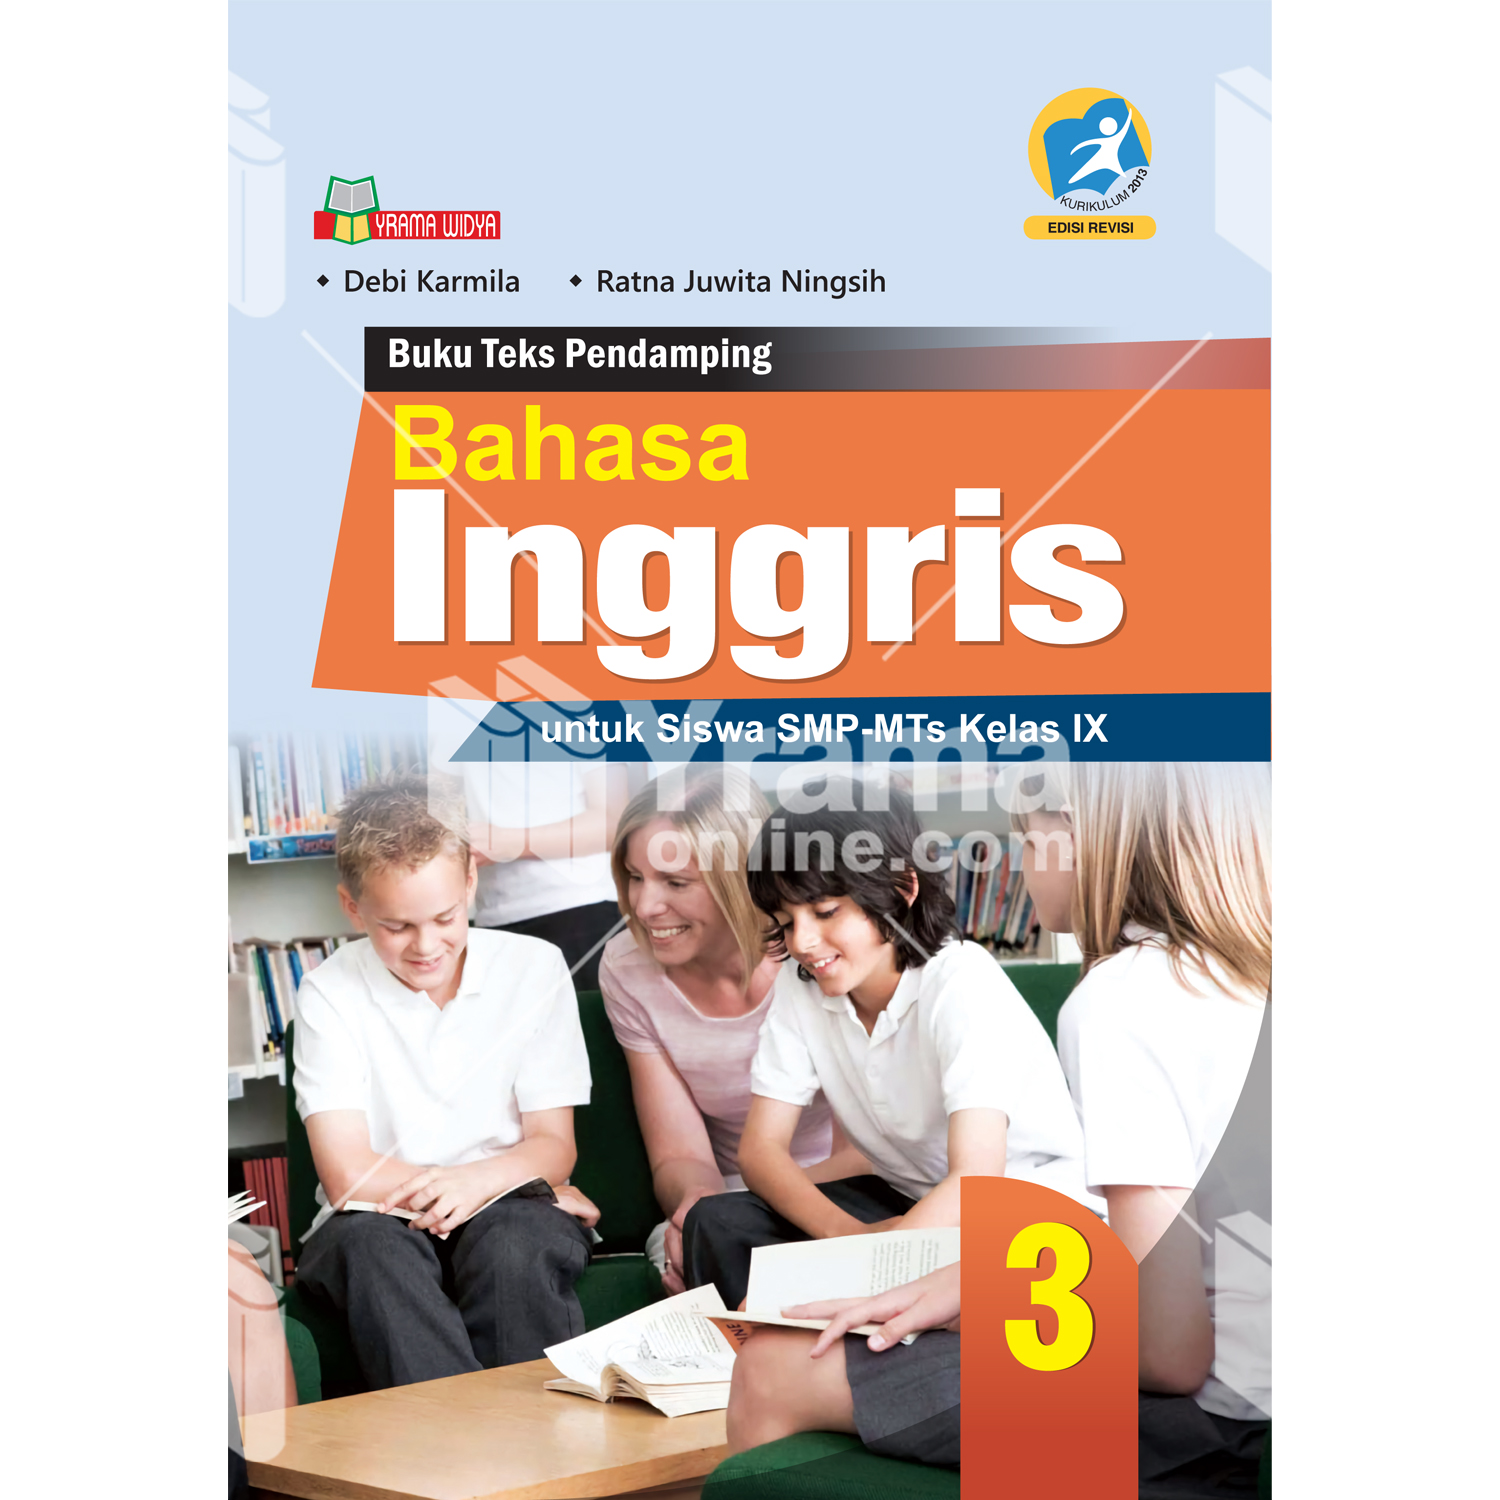 KURIKULUM 2013
EDISI REVISI
YRAMA WIDYA
Debi Karmila
Ratna Juwita Ningsih
Buku Teks Pendamping
Bahasa
Inggris
untuk Siswa SMP-MTs Kelas IX
Yrama
online.com
3